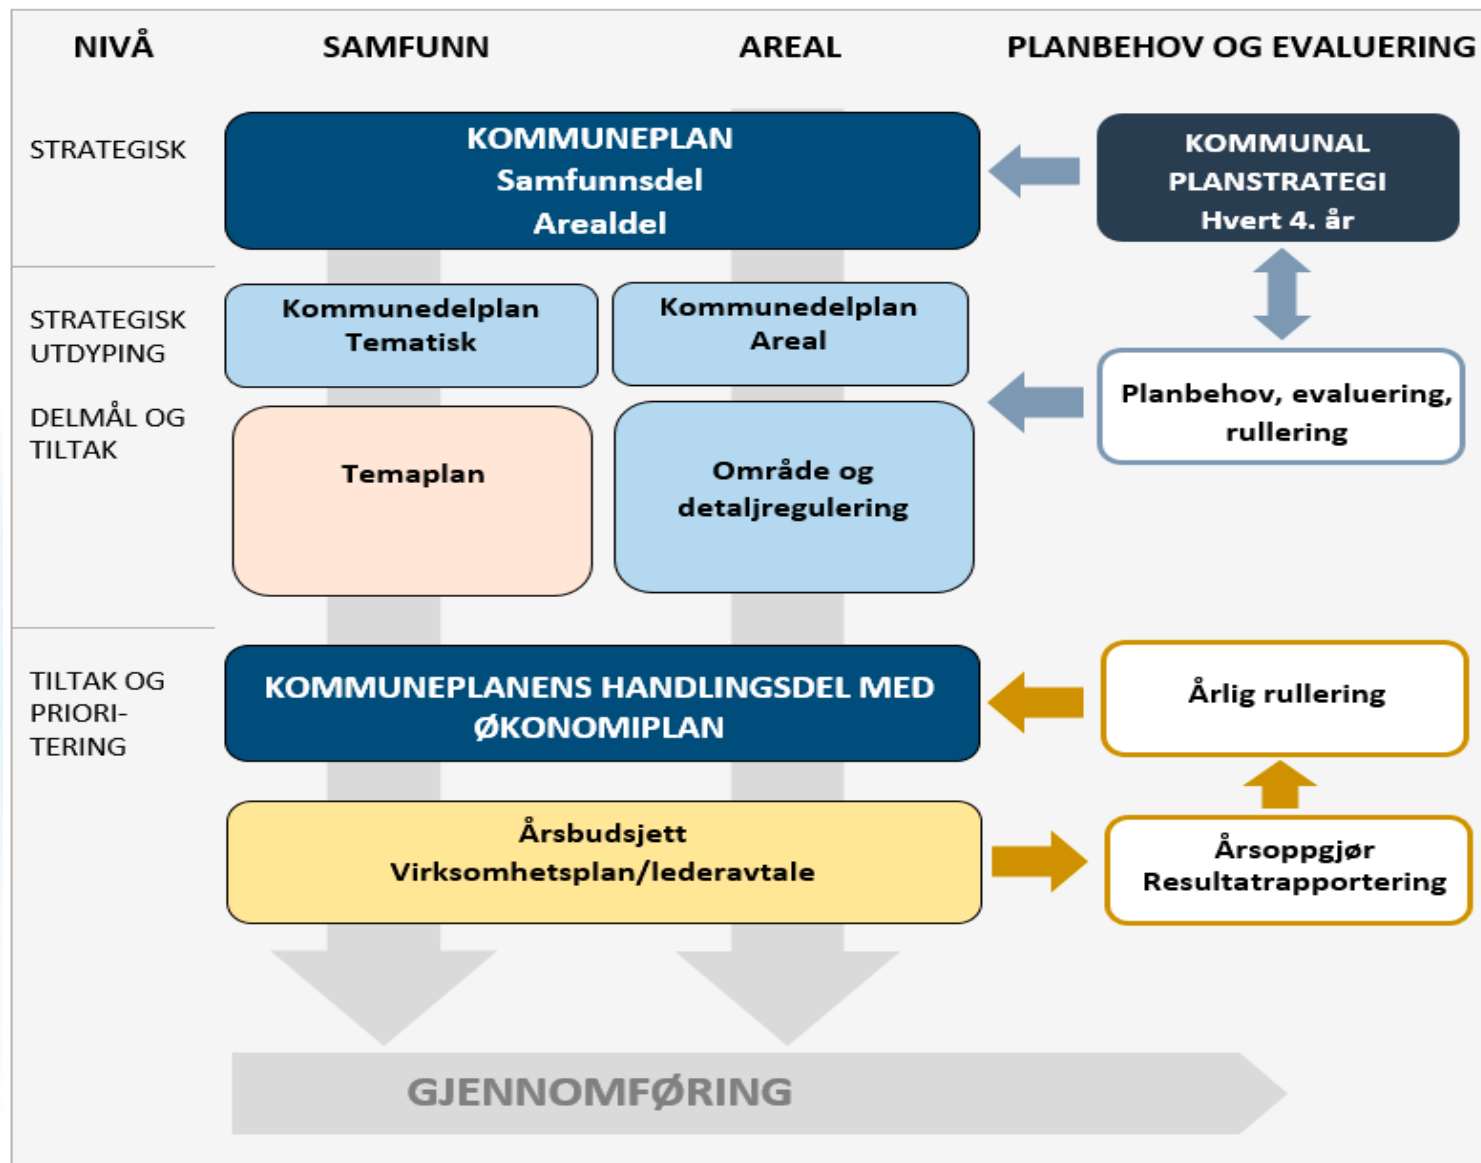 NIVÅ
SAMFUNN
AREAL
PLANBEHOV OG EVALUERING
STRATEGISK
KOMMUNEPLAN
Samfunnsdel
Arealdel
KOMMUNAL
PLANSTRATEGI
Hvert 4. år
STRATEGISK
UTDYPING
Kommunedelplan
Tematisk
Kommunedelplan
Areal
Planbehov, evaluering,
rullering
DELMÅL OG
TILTAK
Temaplan
Område og
detaljregulering
TILTAK OG
PRIORI-
TERING
KOMMUNEPLANENS HANDLINGSDEL MED
ØKONOMIPLAN
Årlig rullering
Årsbudsjett
Virksomhetsplan/lederavtale
Årsoppgjør
Resultatrapportering
GJENNOMFØRING